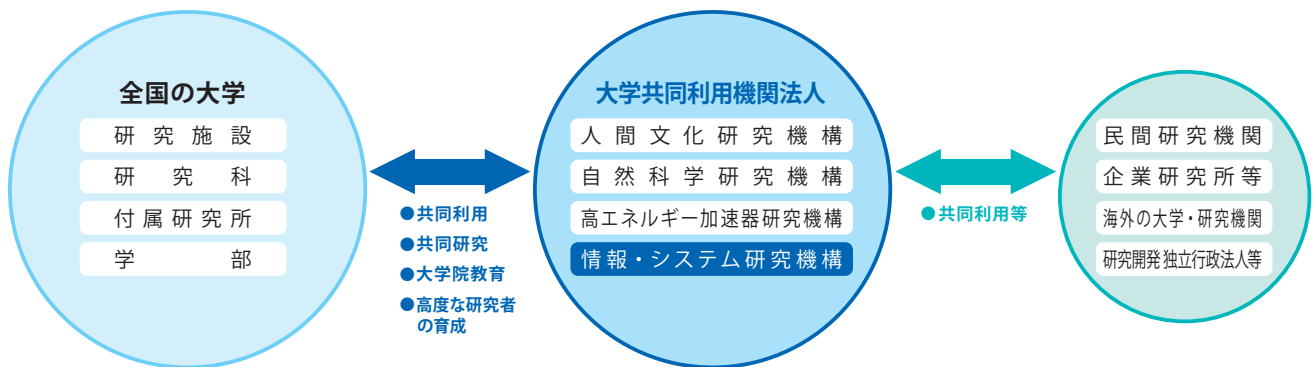 全国の大学
研究施設
研究科
付属研究所
学部
●共同利用
●共同研究
●大学院教育
●高度な研究者
の育成
大学共同利用機関法人
人間文化研究機構
自然科学研究機構
高エネルギー加速器研究機構
情報・システム研究機構
●共同利用等
民間研究機関
企業研究所等
海外の大学・研究機関
研究開発独立行政法人等